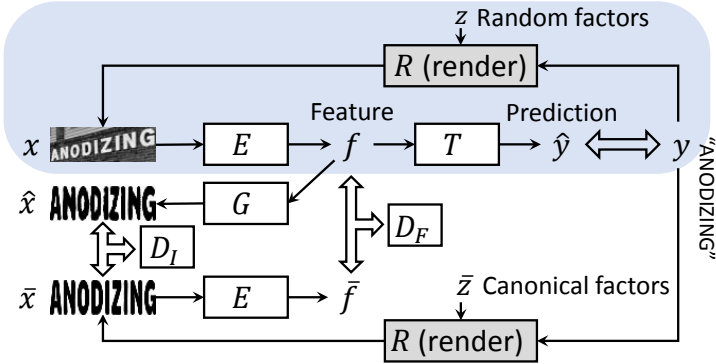 z Random factors
R (render)
Feature
Prediction
x ANODIZING E f T ŷ y
"ANODIZING"
x̂ ANODIZING G
D_I
D_F
x̄ ANODIZING E f̄
z̄ Canonical factors
R (render)